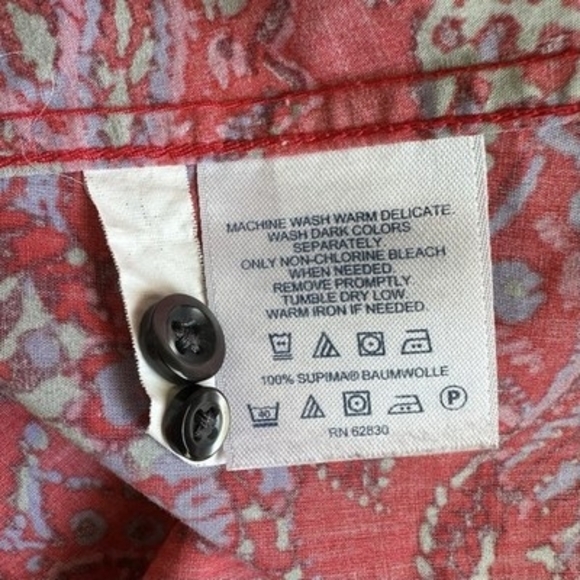 MACHINE WASH WARM DELICATE.
WASH DARK COLORS
SEPARATELY.
ONLY NON-CHLORINE BLEACH
WHEN NEEDED.
REMOVE PROMPTLY.
TUMBLE DRY LOW.
WARM IRON IF NEEDED.
100% SUPIMA® BAUMWOLLE
40 P
RN 62830